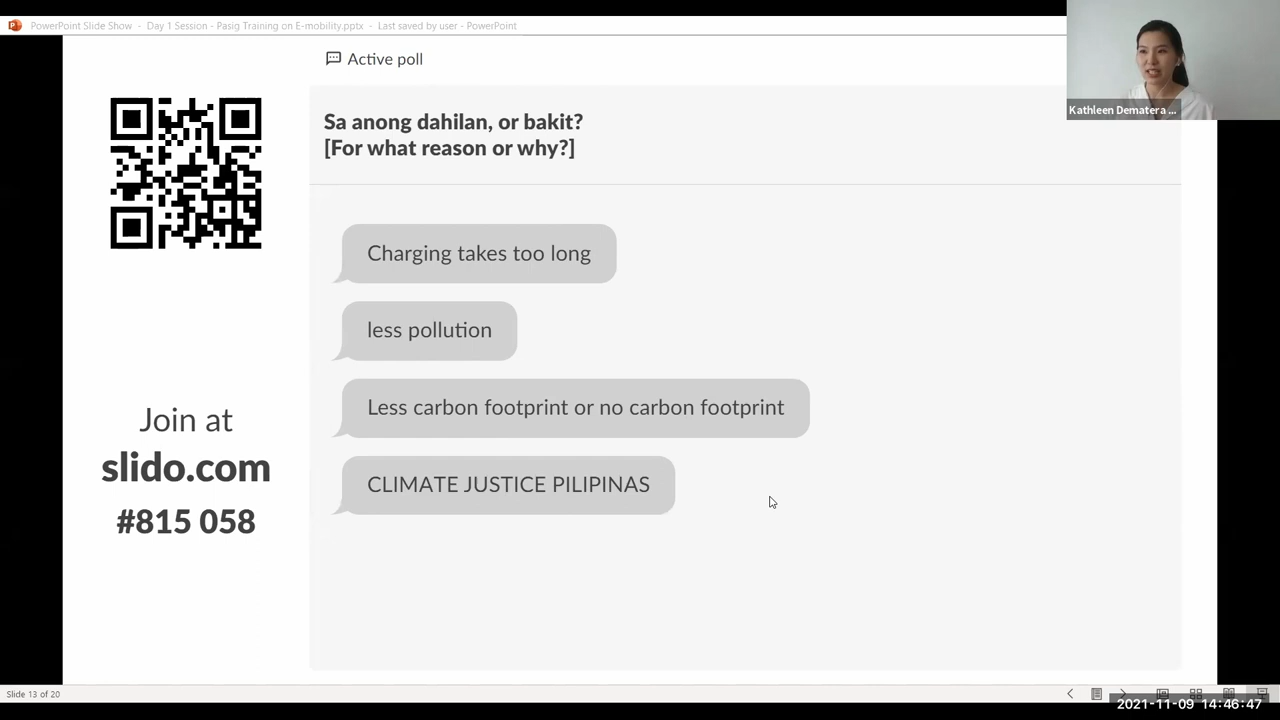 PowerPoint Slide Show - Day 1 Session - Pasig Training on E-mobility.pptx - Last saved by user - PowerPoint
Active poll
Kathleen Dematera ...
Sa anong dahilan, or bakit?
[For what reason or why?]
Charging takes too long
less pollution
Less carbon footprint or no carbon footprint
CLIMATE JUSTICE PILIPINAS
Join at
slido.com
#815 058
Slide 13 of 20
2021-11-09 14:46:47